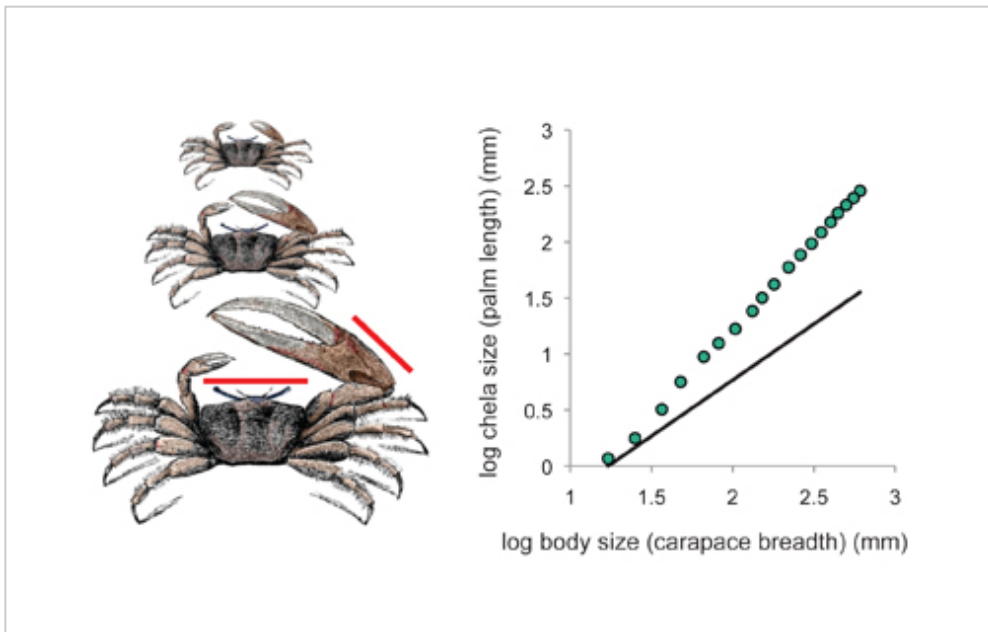 log chela size (palm length) (mm)
3
2.5
2
1.5
1
0.5
0
1 1.5 2 2.5 3
log body size (carapace breadth) (mm)